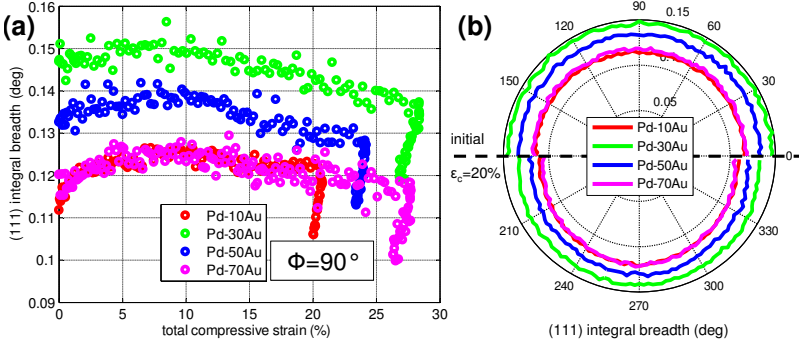 (a)
(111) integral breadth (deg)
0.16
0.15
0.14
0.13
0.12
0.11
0.1
0.09
0
5
10
15
20
25
30
total compressive strain (%)
Pd-10Au
Pd-30Au
Pd-50Au
Pd-70Au
Φ=90°
(b)
90
0.15
120
60
150
30
0.05
initial
0
εc=20%
Pd-10Au
Pd-30Au
Pd-50Au
Pd-70Au
210
330
240
300
270
(111) integral breadth (deg)